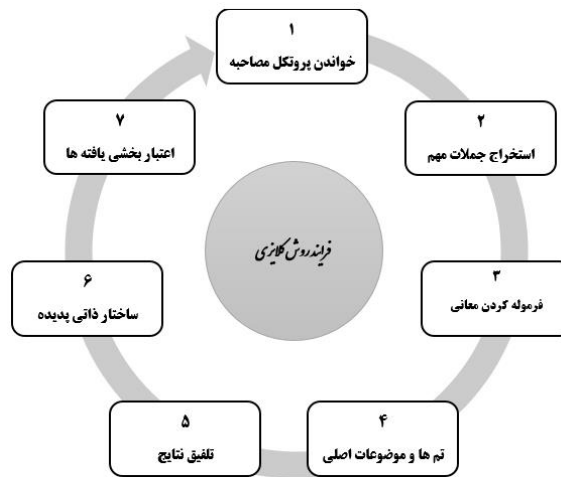 ۱
خواندن پروتکل مصاحبه
۲
استخراج جملات مهم
۳
فرموله کردن معانی
۴
تم ها و موضوعات اصلی
۵
تلفیق نتایج
۶
ساختار ذاتی پدیده
۷
اعتبار بخشی یافته ها
فرایند روش کلایزی